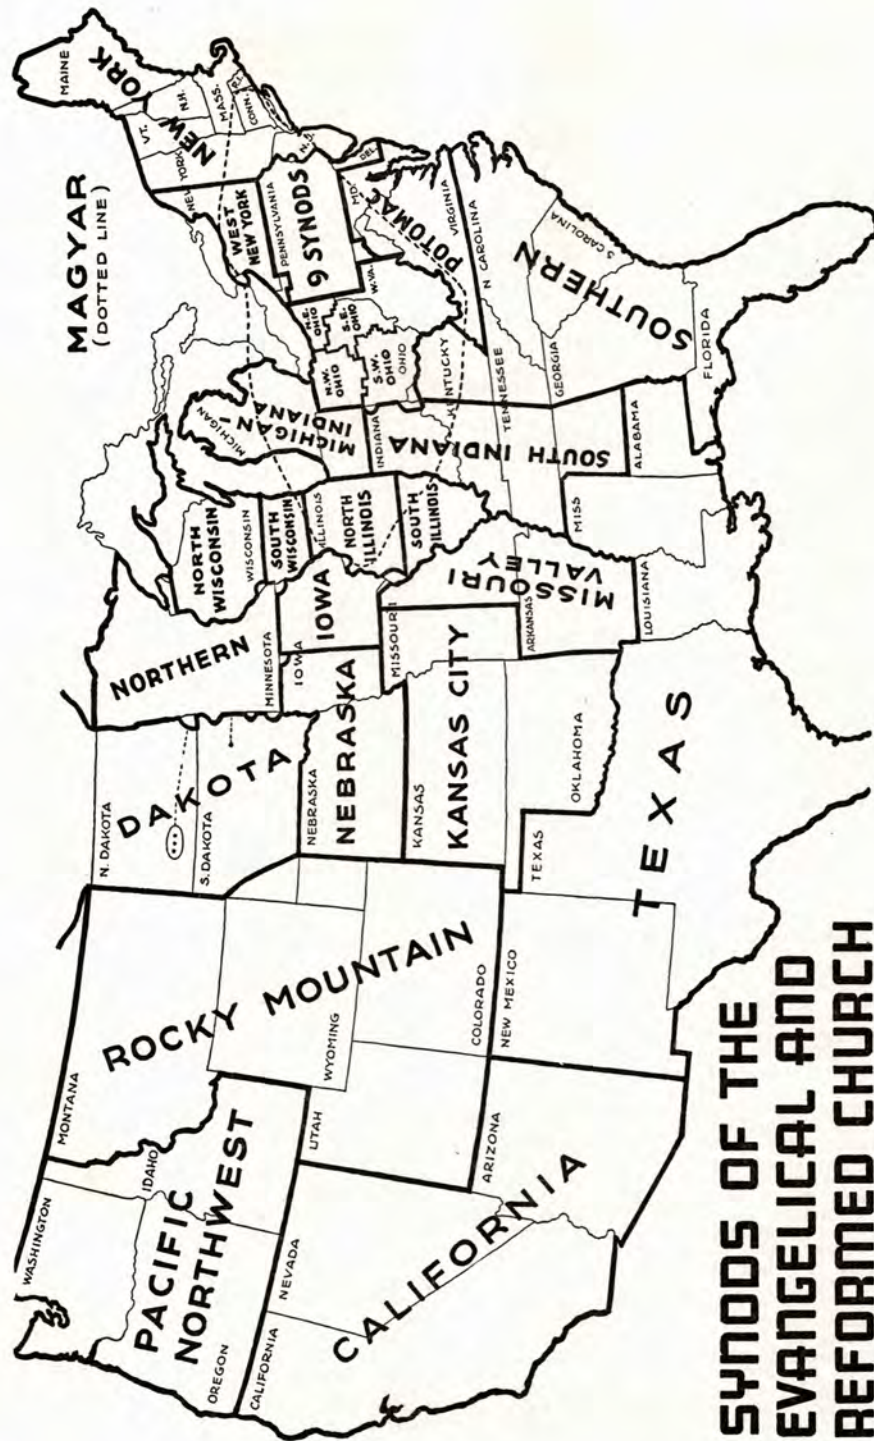 MAGYAR
(DOTTED LINE)
WASHINGTON
MONTANA
N. DAKOTA
MINNESOTA
NORTHERN
NORTH
WISCONSIN
WISCONSIN
SOUTH
WISCONSIN
MICHIGAN
MICHIGAN-
INDIANA
MAINE
VT.
N.H.
MASS.
CONN.
R.I.
NEW YORK
NEW YORK
WEST
NEW YORK
PENNSYLVANIA
9 SYNODS
N.J.
DEL.
MD.
W.VA.
VIRGINIA
POTOMAC
OREGON
IDAHO
PACIFIC
NORTHWEST
ROCKY MOUNTAIN
WYOMING
DAKOTA
S. DAKOTA
NEBRASKA
NEBRASKA
IOWA
IOWA
ILLINOIS
NORTH
ILLINOIS
SOUTH
ILLINOIS
INDIANA
N.W.
OHIO
N.E.
OHIO
S.E.
OHIO
S.W.
OHIO
OHIO
KENTUCKY
SOUTH INDIANA
TENNESSEE
N CAROLINA
S CAROLINA
SOUTHERN
GEORGIA
FLORIDA
ALABAMA
MISS
CALIFORNIA
NEVADA
UTAH
COLORADO
KANSAS
KANSAS CITY
MISSOURI
MISSOURI
VALLEY
ARKANSAS
LOUISIANA
CALIFORNIA
ARIZONA
NEW MEXICO
TEXAS
OKLAHOMA
TEXAS
SYNODS OF THE
EVANGELICAL AND
REFORMED CHURCH